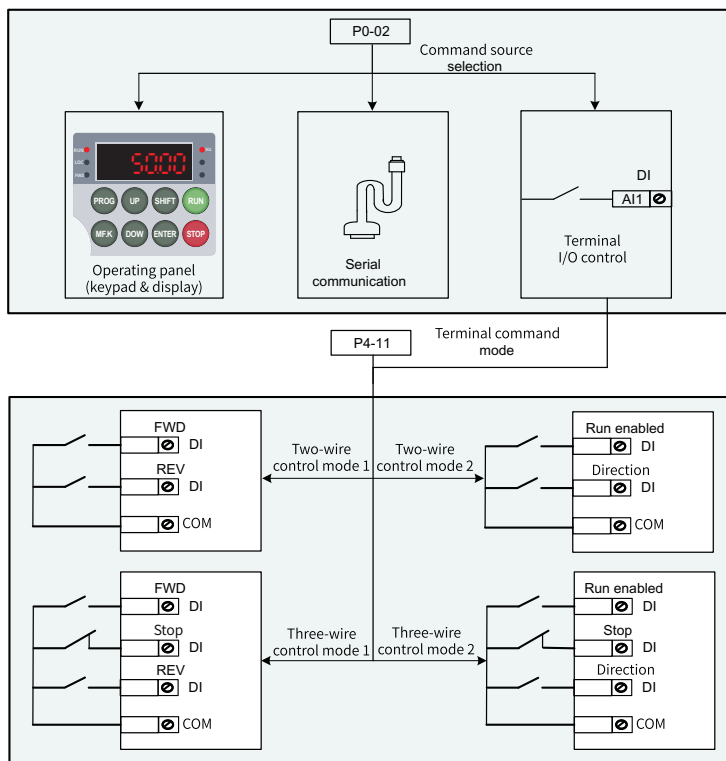 P0-02
Command source
selection
RUN
LOC
FWD
50.00
PROG UP SHIFT RUN
MF.K DOW ENTER STOP
Operating panel
(keypad & display)
Serial
communication
DI
AI1
Terminal
I/O control
P4-11
Terminal command
mode
FWD
DI
REV
DI
COM
Two-wire
control mode 1
Two-wire
control mode 2
Run enabled
DI
Direction
DI
COM
FWD
DI
Stop
DI
REV
DI
COM
Three-wire
control mode 1
Three-wire
control mode 2
Run enabled
DI
Stop
DI
Direction
DI
COM